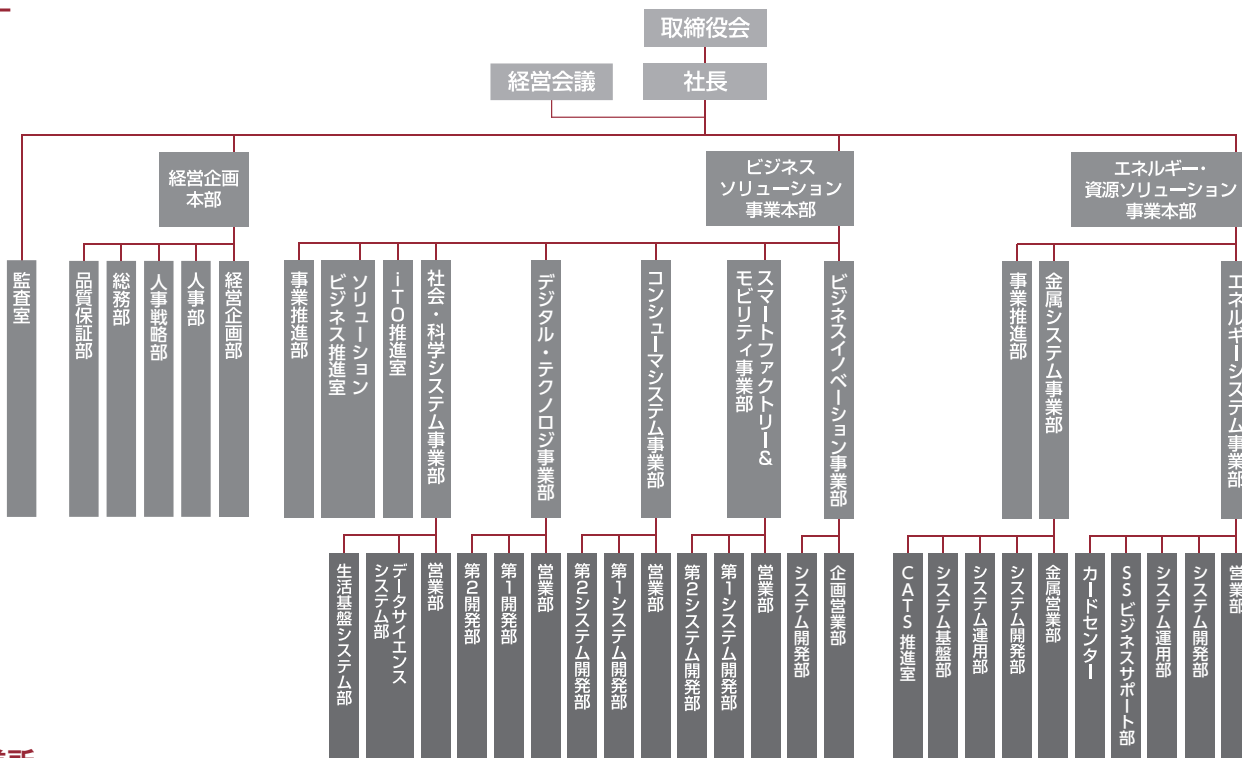 取締役会
経営会議
社長
経営企画
本部
ビジネス
ソリューション
事業本部
エネルギー・
資源ソリューション
事業本部
監査室
品質保証部
総務部
人事戦略部
人事部
経営企画部
事業推進部
ソリューション
ビジネス推進室
iTO推進室
社会・科学システム事業部
デジタル・テクノロジ事業部
コンシューマシステム事業部
スマートファクトリー&
モビリティ事業部
ビジネスイノベーション事業部
事業推進部
金属システム事業部
エネルギーシステム事業部
生活基盤システム部
データサイエンス
システム部
営業部
第2開発部
第1開発部
営業部
第2システム開発部
第1システム開発部
営業部
第2システム開発部
第1システム開発部
営業部
システム開発部
企画営業部
CATS推進室
システム基盤部
システム運用部
システム開発部
金属営業部
カードセンター
SSビジネスサポート部
システム運用部
システム開発部
営業部